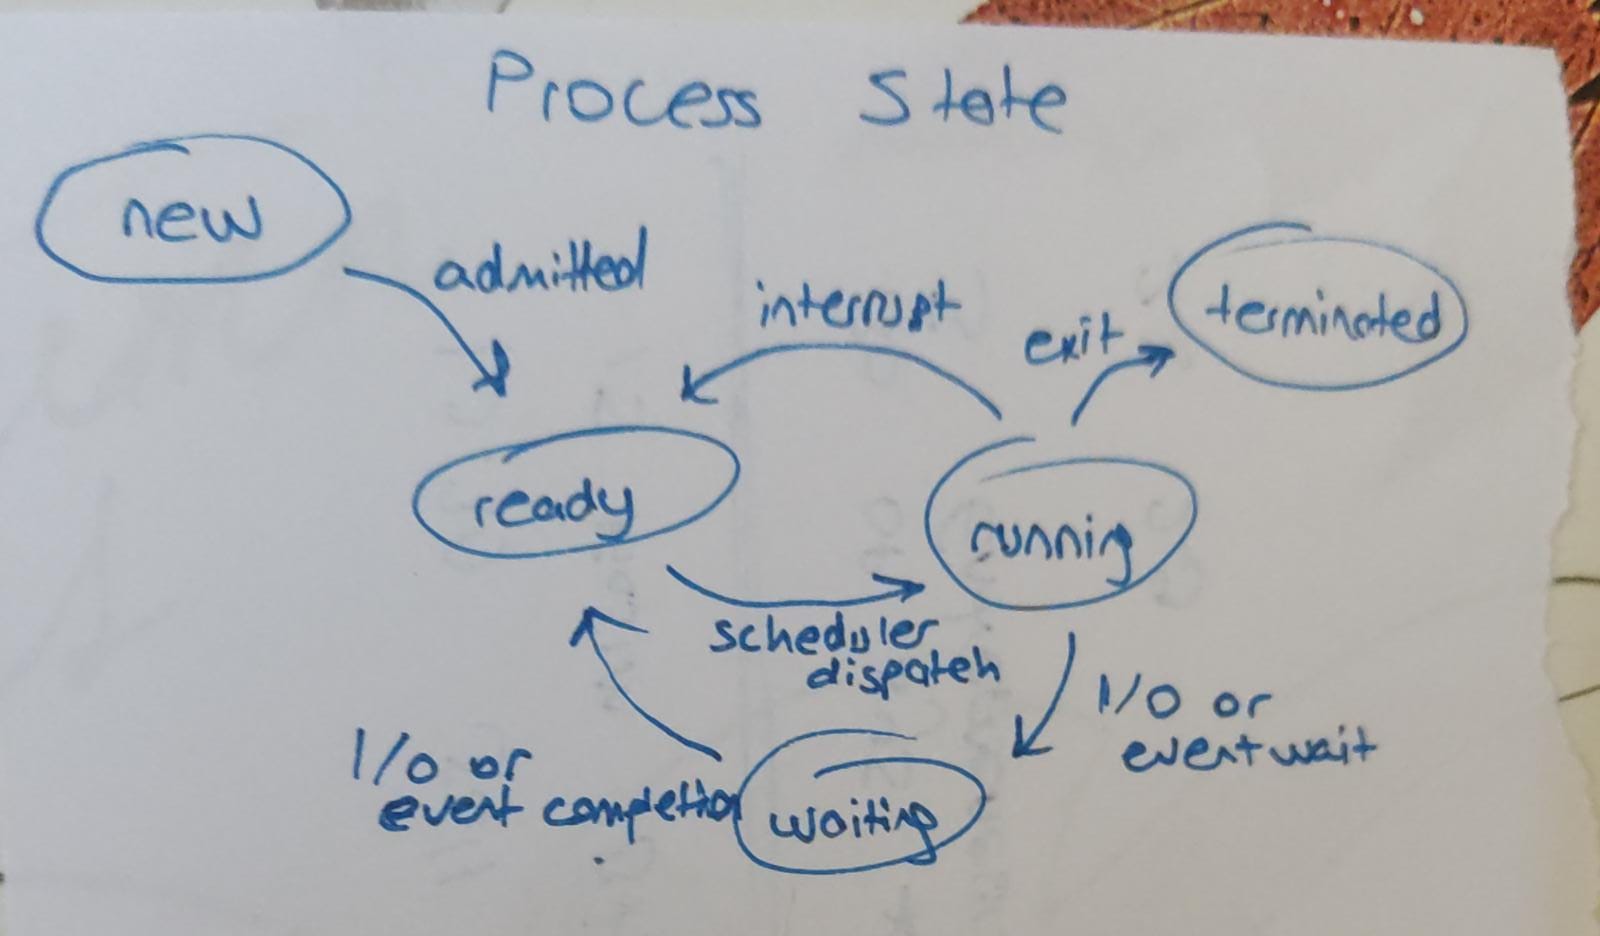 Process State
new
admitted
interrupt
exit
terminated
ready
running
scheduler
dispatch
I/O or
event wait
I/O or
event completion
waiting